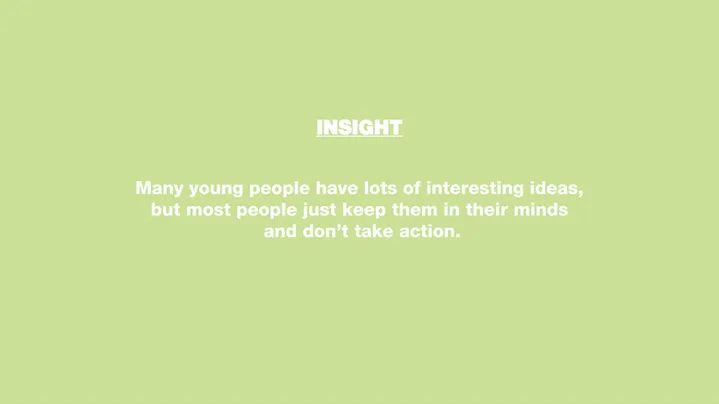 INSIGHT
Many young people have lots of interesting ideas,
but most people just keep them in their minds
and don’t take action.